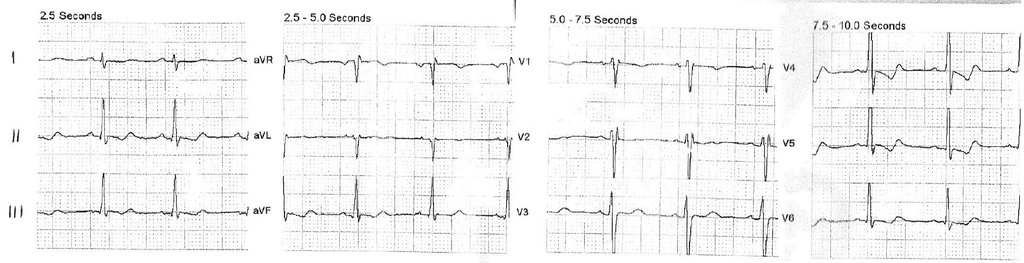 2.5 Seconds
2.5 - 5.0 Seconds
5.0 - 7.5 Seconds
7.5 - 10.0 Seconds
I
aVR
V1
V4
II
aVL
V2
V5
III
aVF
V3
V6